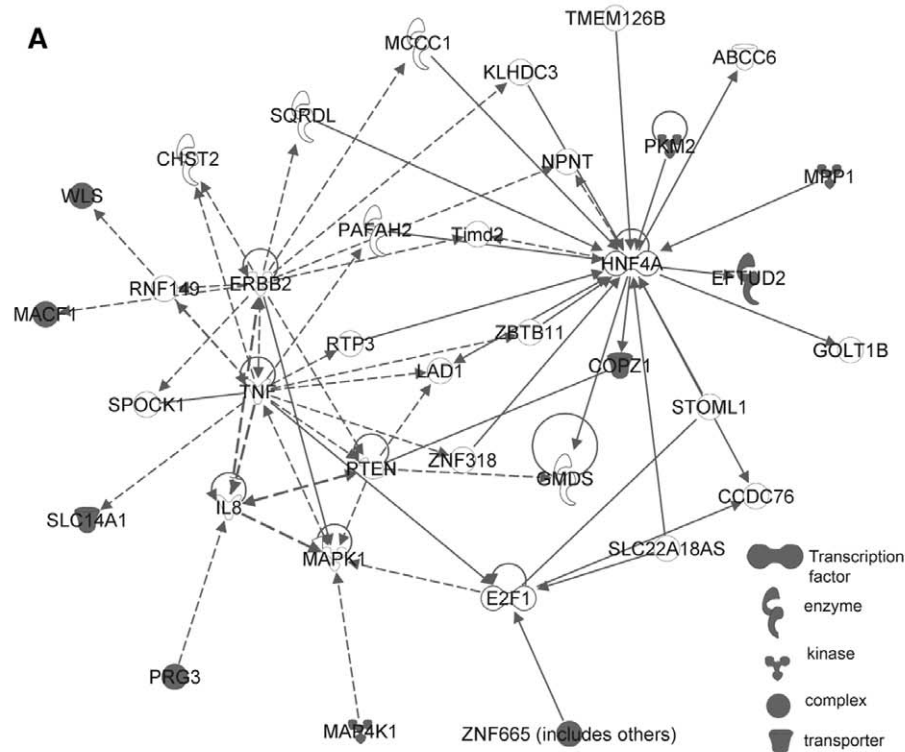 A
TMEM126B
MCCC1
ABCC6
KLHDC3
SQRDL
PKM2
CHST2
NPNT
MPP1
WLS
PAFAH2
Timd2
HNF4A
EFTUD2
RNF149
ERBB2
MACF1
ZBTB11
RTP3
GOLT1B
LAD1
COPZ1
TNF
SPOCK1
STOML1
PTEN
ZNF318
GMDS
CCDC76
IL8
SLC14A1
MAPK1
SLC22A18AS
Transcription
factor
E2F1
enzyme
kinase
PRG3
complex
MAP4K1
ZNF665 (includes others)
transporter